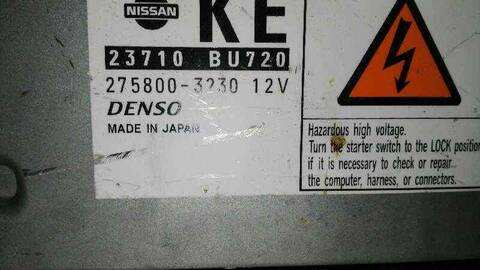 NISSAN
KE
23710 BU720
275800-3230 12V
DENSO
MADE IN JAPAN
Hazardous high voltage.
Turn the starter switch to the LOCK position
if it is necessary to check or repair
the computer, harness, or connectors.